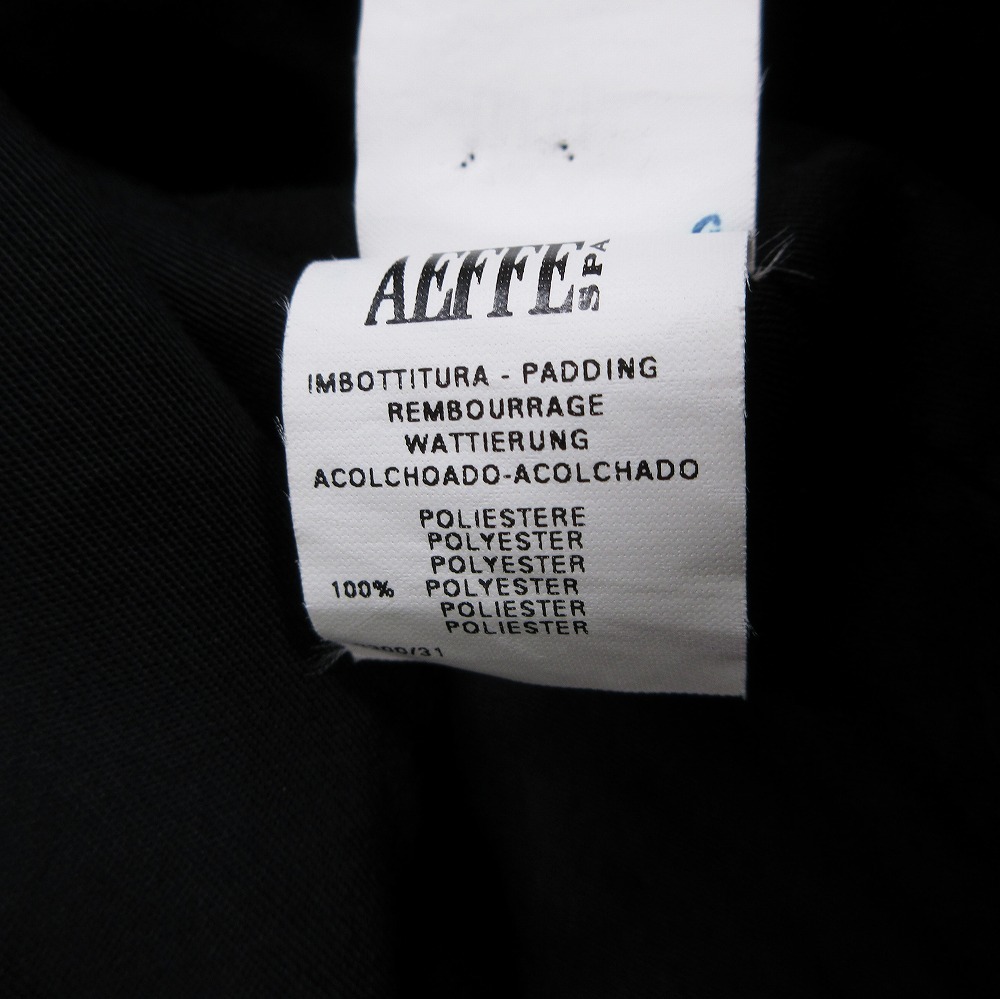 AEFFE SPA
IMBOTTITURA - PADDING
REMBOURRAGE
WATTIERUNG
ACOLCHOADO-ACOLCHADO
POLIESTERE
POLYESTER
POLYESTER
100% POLYESTER
POLIESTER
POLIESTER